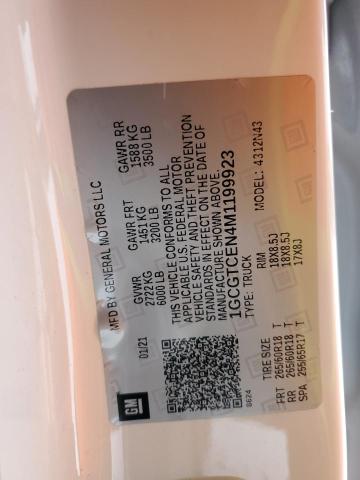 GM
MFD BY GENERAL MOTORS LLC
01/21
GVWR
2722 KG
6000 LB
GAWR FRT
1451 KG
3200 LB
GAWR RR
1588 KG
3500 LB
THIS VEHICLE CONFORMS TO ALL
APPLICABLE U.S. FEDERAL MOTOR
VEHICLE SAFETY AND THEFT PREVENTION
STANDARDS IN EFFECT ON THE DATE OF
MANUFACTURE SHOWN ABOVE.
1GCGTCEN4M1199923
TYPE: TRUCK
MODEL: 4312N43
8624
TIRE SIZE RIM
FRT 265/60R18 T 18X8.5J
RR 265/60R18 T 18X8.5J
SPA 255/65R17 T 17X8J